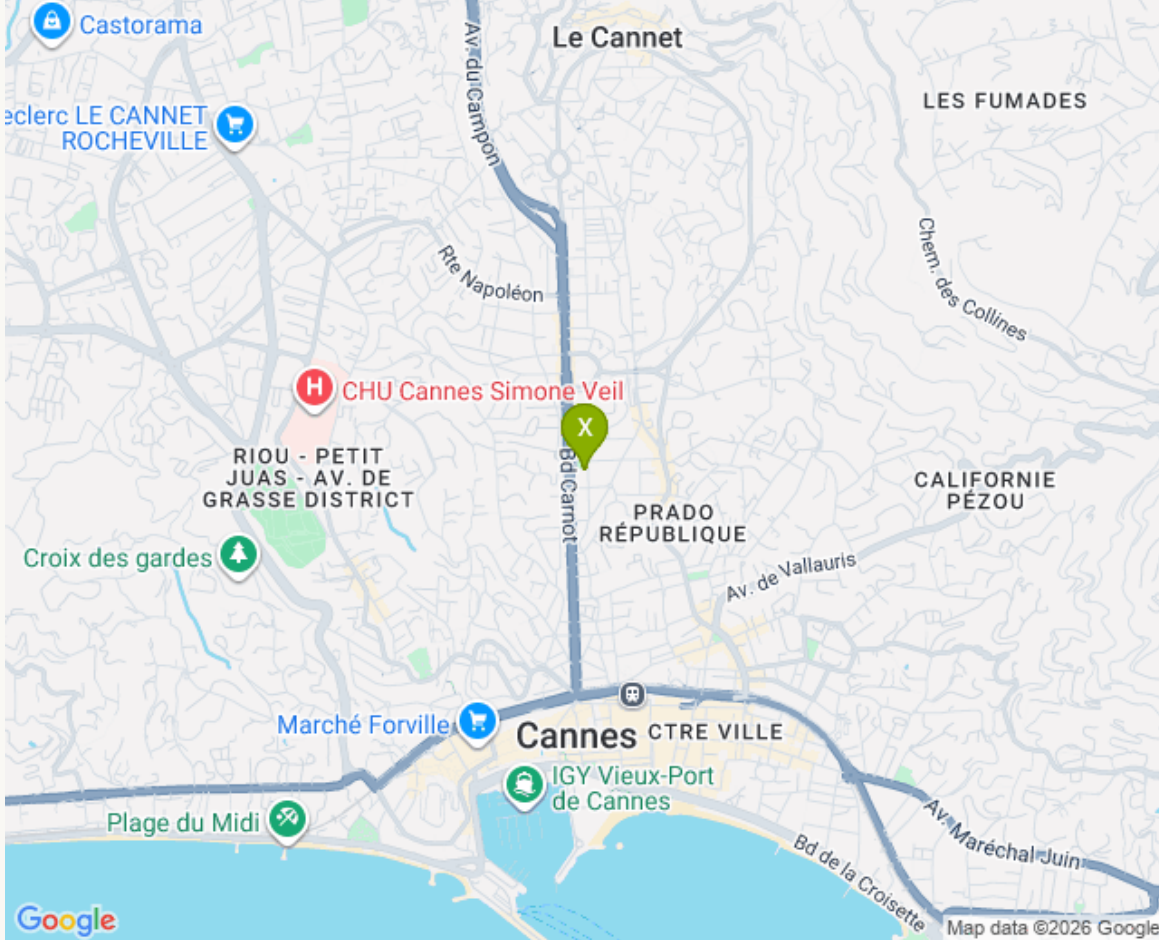 Castorama
Le Cannet
Av. du Campon
LES FUMADES
eclerc LE CANNET
ROCHEVILLE
Chem. des Collines
Rte Napoléon
H
CHU Cannes Simone Veil
X
Bd Carnot
RIOU - PETIT
JUAS - AV. DE
GRASSE DISTRICT
CALIFORNIE
PÉZOU
PRADO
RÉPUBLIQUE
Croix des gardes
Av. de Vallauris
Marché Forville
Cannes
CTRE VILLE
IGY Vieux-Port
de Cannes
Plage du Midi
Av. Maréchal Juin
Bd de la Croisette
Google
Map data ©2026 Google